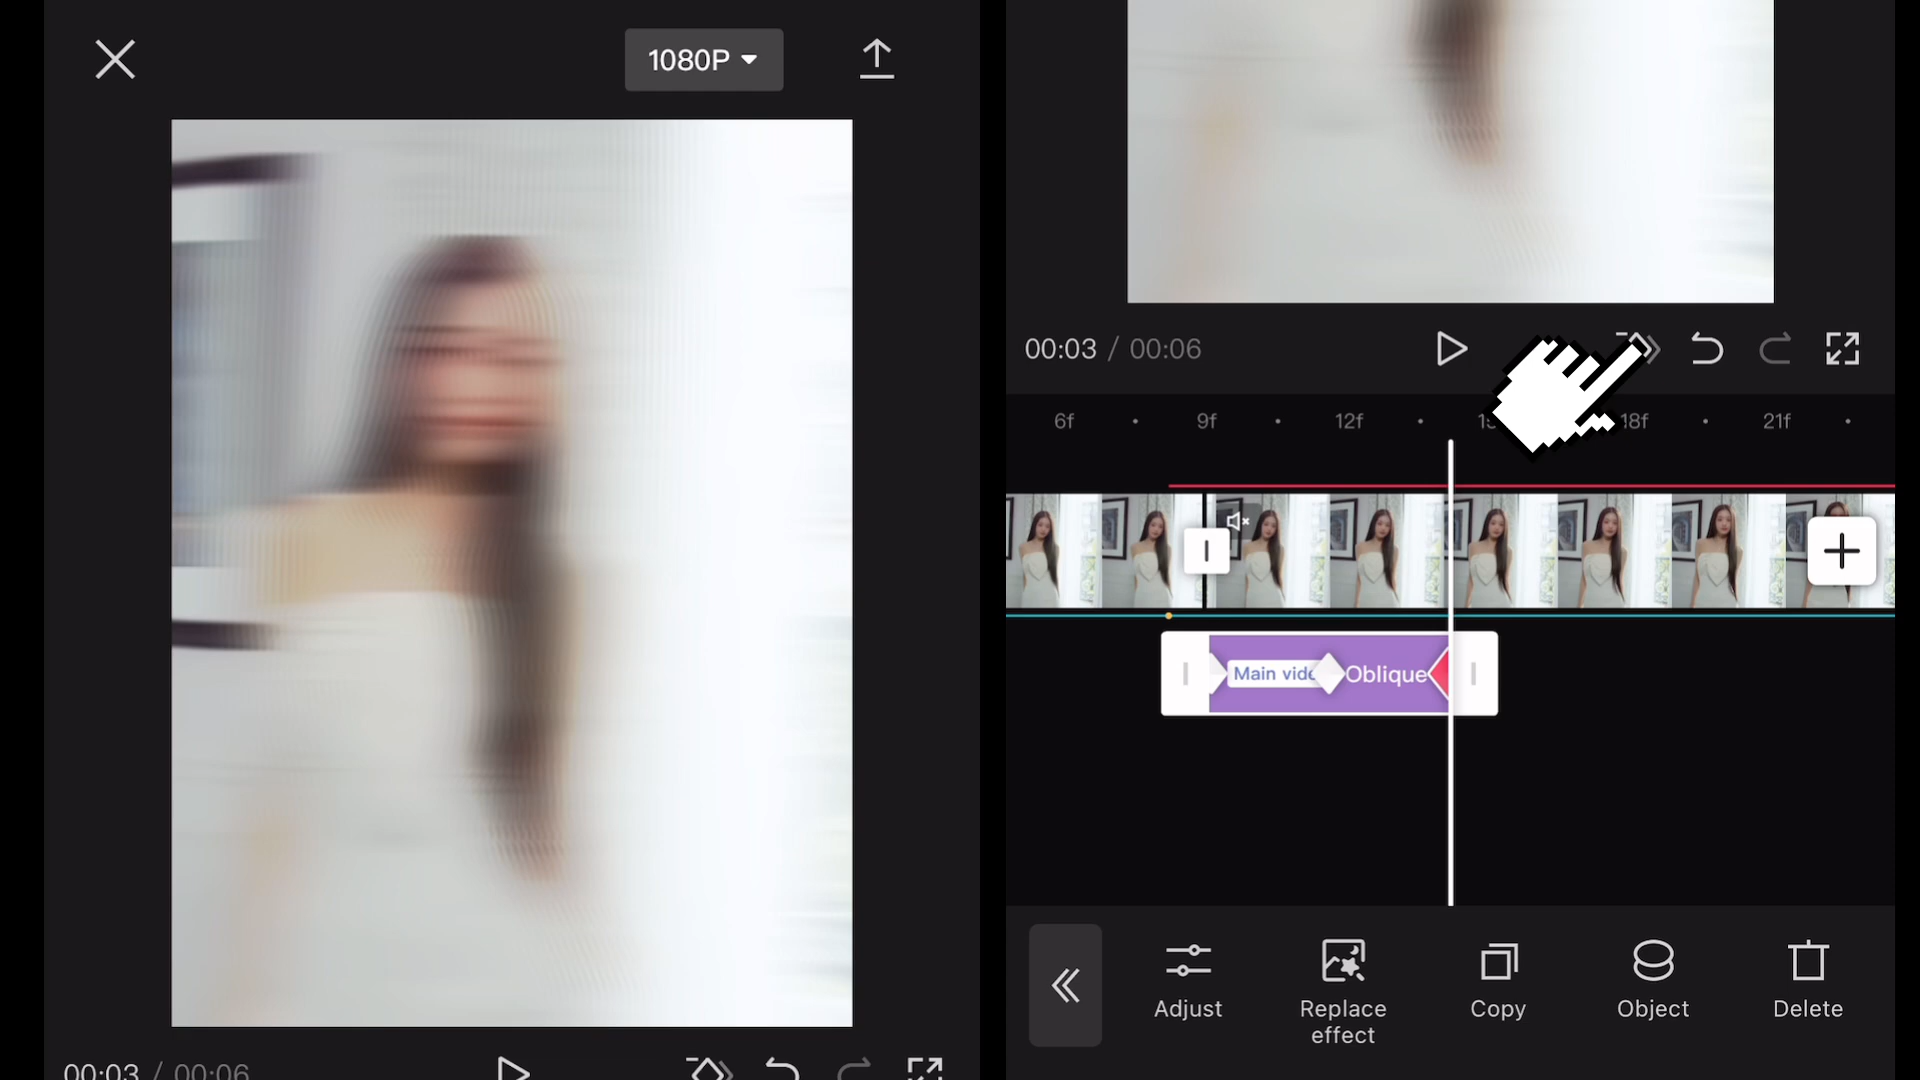 1080P
00:03 / 00:06
00:03 / 00:06
6f
9f
12f
18f
21f
Main vide
Oblique
Adjust
Replace
effect
Copy
Object
Delete